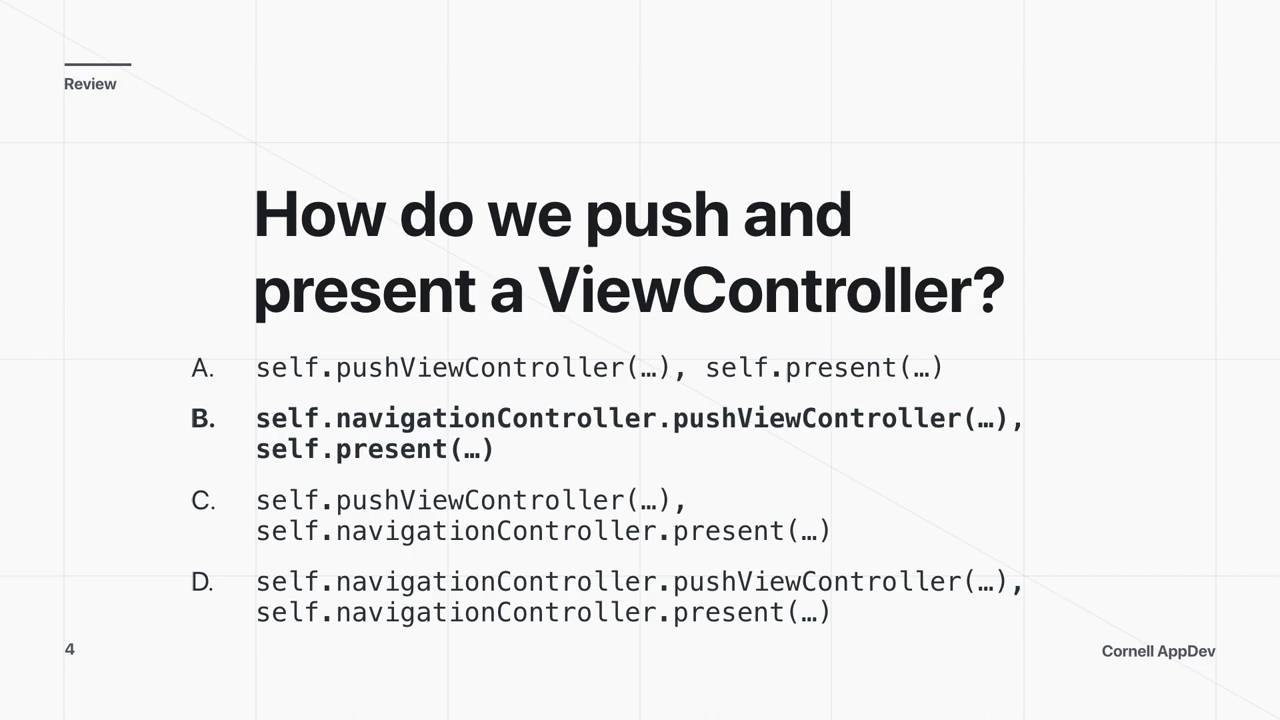 Review
How do we push and
present a ViewController?
A. self.pushViewController(…), self.present(…)
B. self.navigationController.pushViewController(…),
self.present(…)
C. self.pushViewController(…),
self.navigationController.present(…)
D. self.navigationController.pushViewController(…),
self.navigationController.present(…)
4
Cornell AppDev